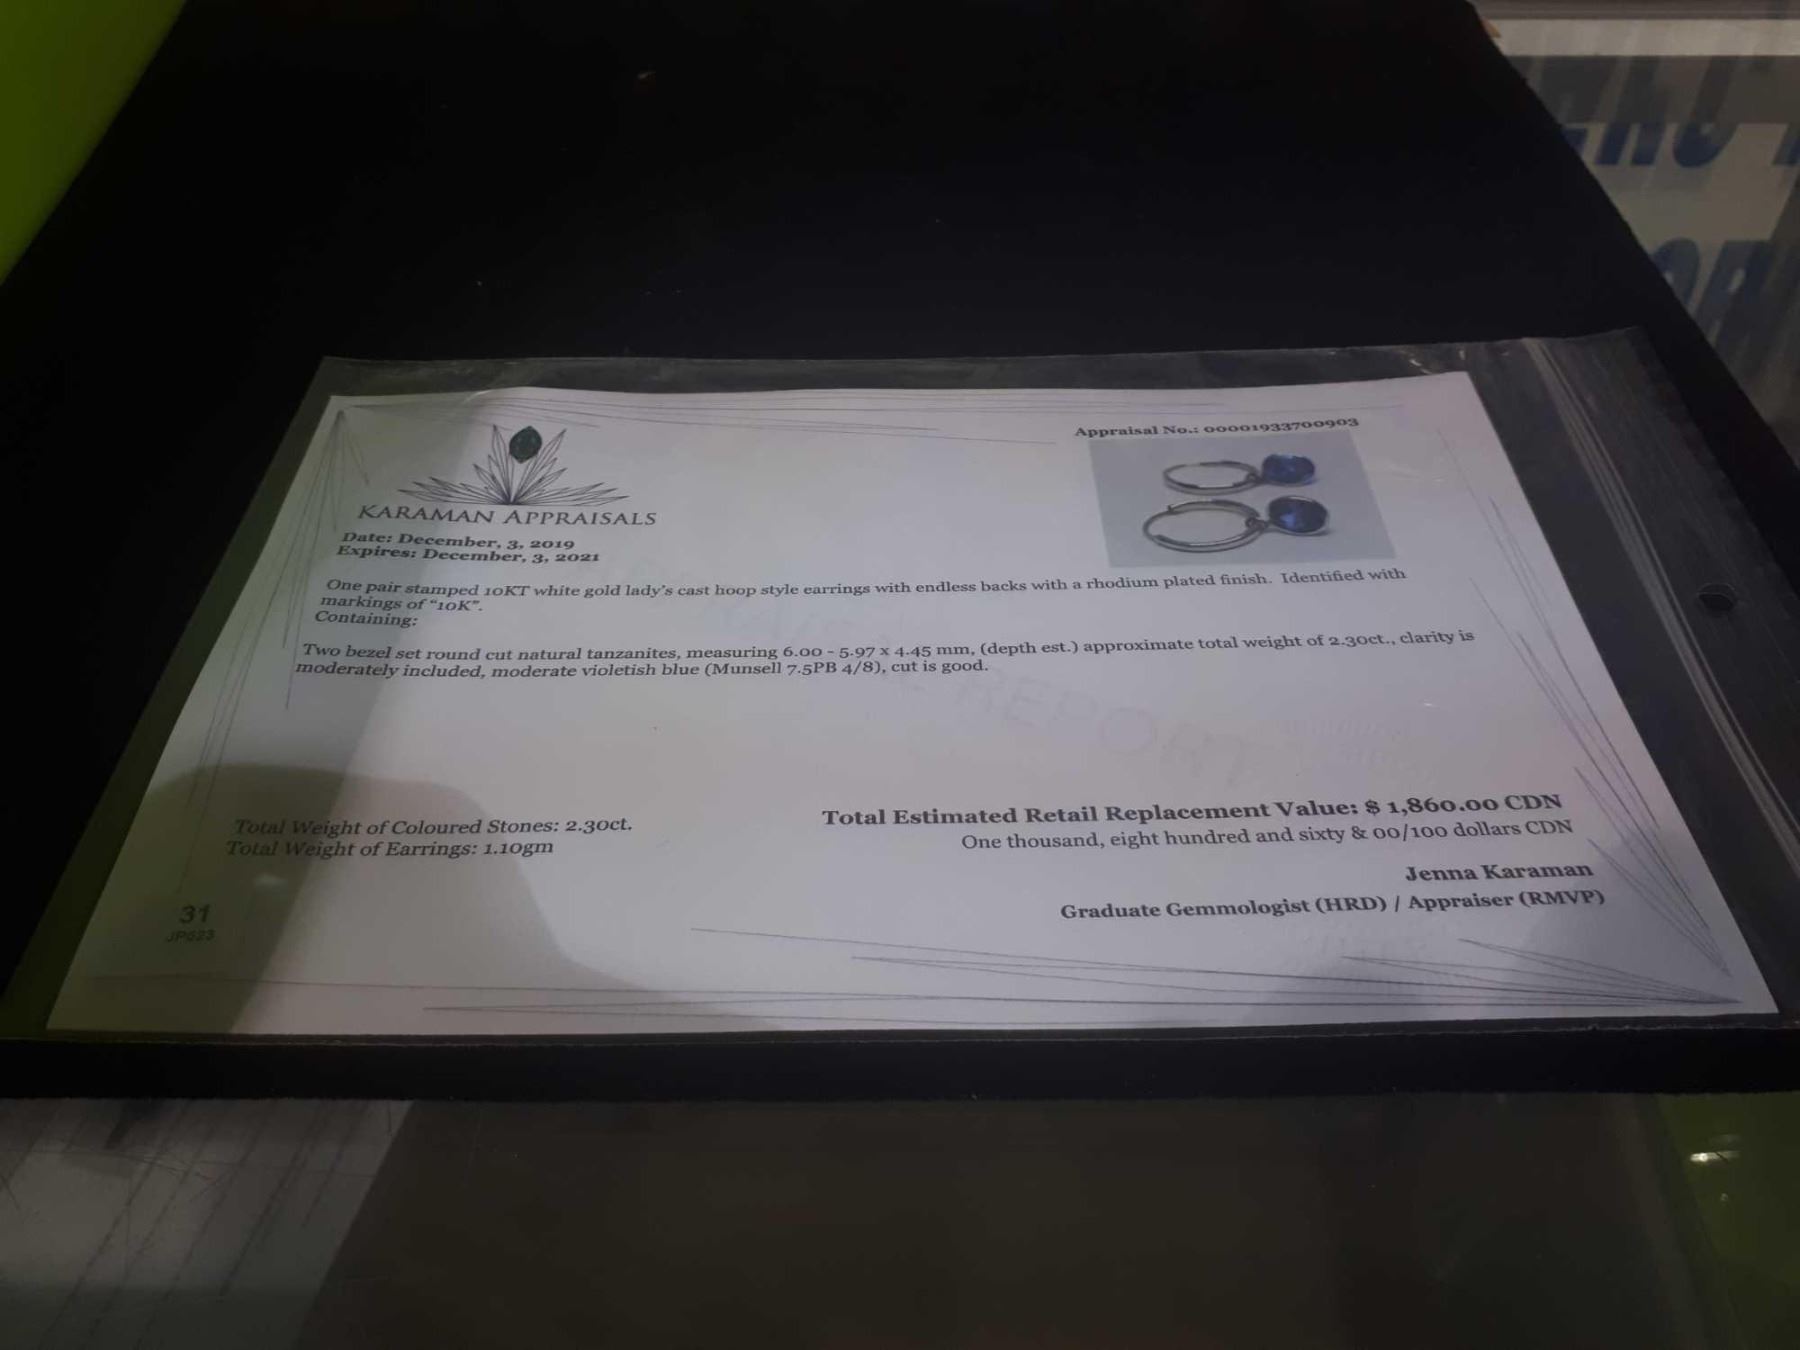 Appraisal No.: 00001933700903
KARAMAN APPRAISALS
Date: December, 3, 2019
Expires: December, 3, 2021
One pair stamped 10KT white gold lady's cast hoop style earrings with endless backs with a rhodium plated finish. Identified with
markings of "10K".
Containing:
Two bezel set round cut natural tanzanites, measuring 6.00 - 5.97 x 4.45 mm, (depth est.) approximate total weight of 2.30ct., clarity is
moderately included, moderate violetish blue (Munsell 7.5PB 4/8), cut is good.
REPORT
Total Weight of Coloured Stones: 2.30ct.
Total Weight of Earrings: 1.10gm
Total Estimated Retail Replacement Value: $ 1,860.00 CDN
One thousand, eight hundred and sixty & 00/100 dollars CDN
Jenna Karaman
Graduate Gemmologist (HRD) / Appraiser (RMVP)
31
JP623